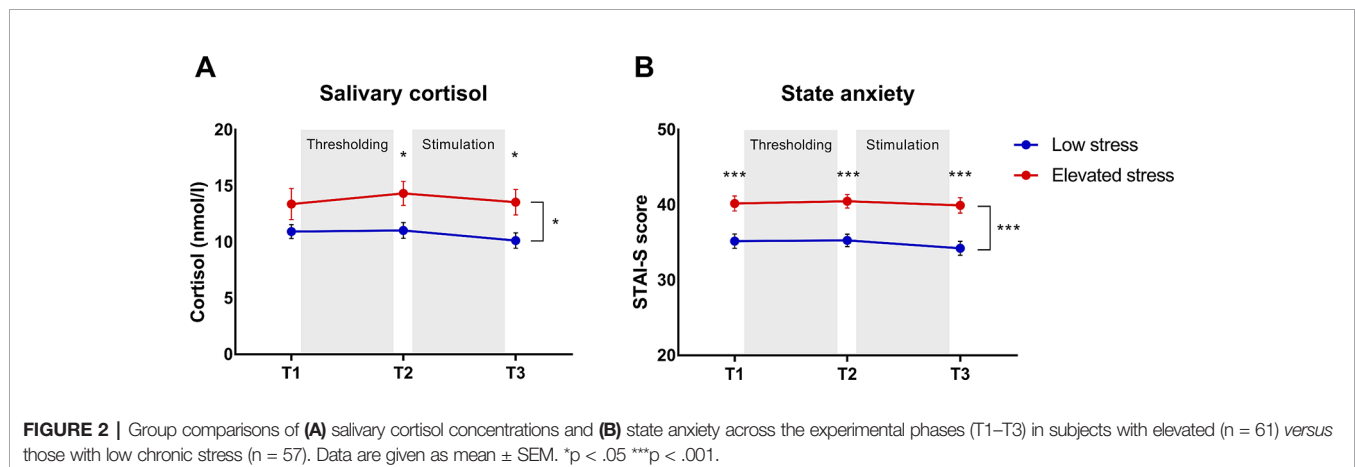 A
Salivary cortisol
Cortisol (nmol/l)
20
15
10
5
0
Thresholding
Stimulation
*
*
*
T1
T2
T3
B
State anxiety
STAI-S score
50
40
30
20
Thresholding
Stimulation
***
***
***
***
T1
T2
T3
Low stress
Elevated stress
FIGURE 2 | Group comparisons of (A) salivary cortisol concentrations and (B) state anxiety across the experimental phases (T1–T3) in subjects with elevated (n = 61) versus
those with low chronic stress (n = 57). Data are given as mean ± SEM. *p < .05 ***p < .001.